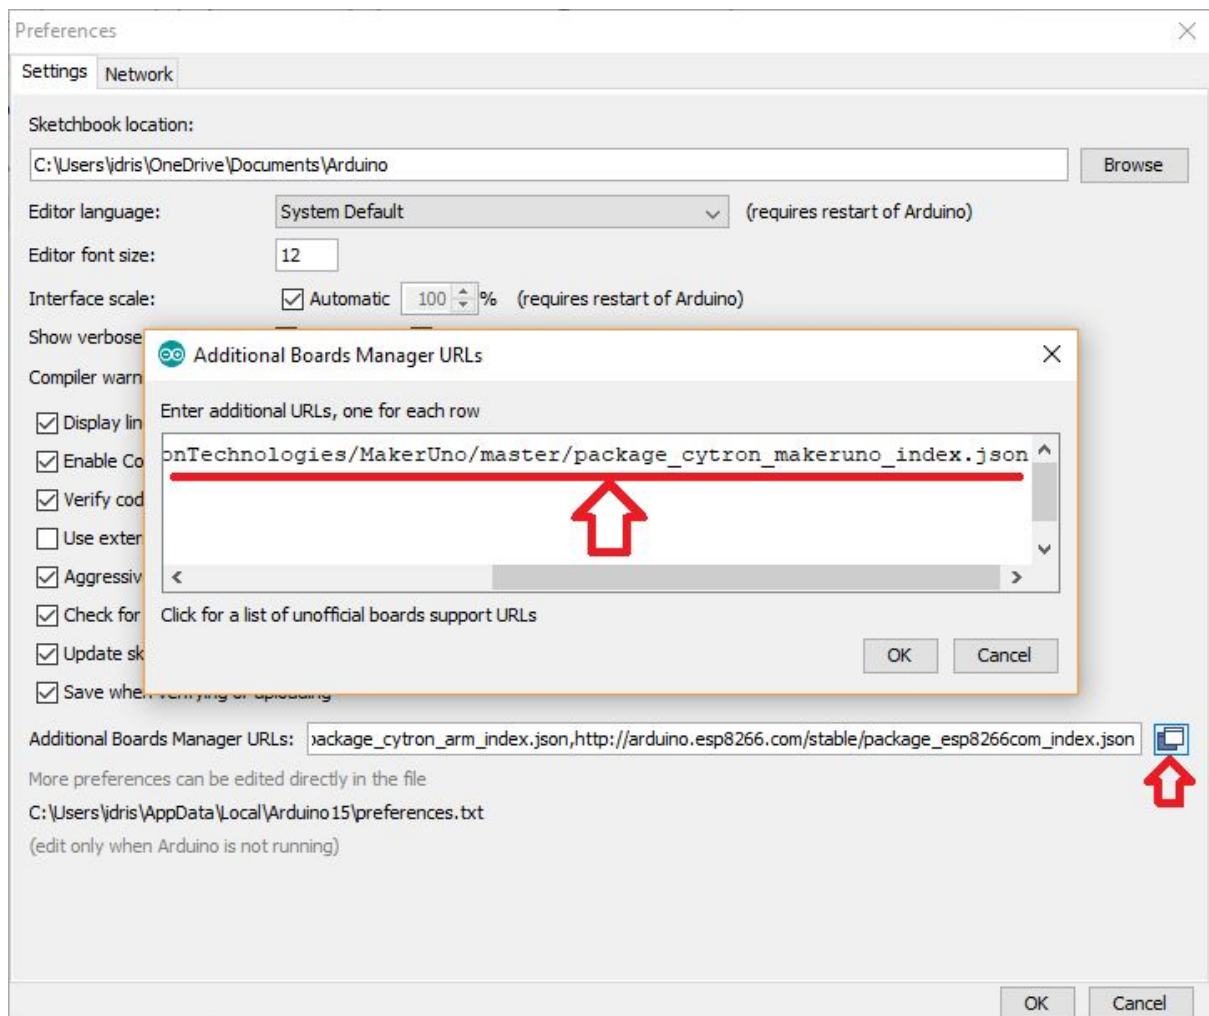 Preferences
Settings Network
Sketchbook location:
C:\Users\idris\OneDrive\Documents\Arduino Browse
Editor language: System Default (requires restart of Arduino)
Editor font size: 12
Interface scale: Automatic 100 % (requires restart of Arduino)
Show verbose
Additional Boards Manager URLs
Compiler warn
Enter additional URLs, one for each row
Display lin
onTechnologies/MakerUno/master/package_cytron_makeruno_index.json
Enable Co
Verify cod
Use exter
Aggressiv
Check for
Click for a list of unofficial boards support URLs
Update sk
OK Cancel
Save when verifying or uploading
Additional Boards Manager URLs: package_cytron_arm_index.json,http://arduino.esp8266.com/stable/package_esp8266com_index.json
More preferences can be edited directly in the file
C:\Users\idris\AppData\Local\Arduino15\preferences.txt
(edit only when Arduino is not running)
OK Cancel